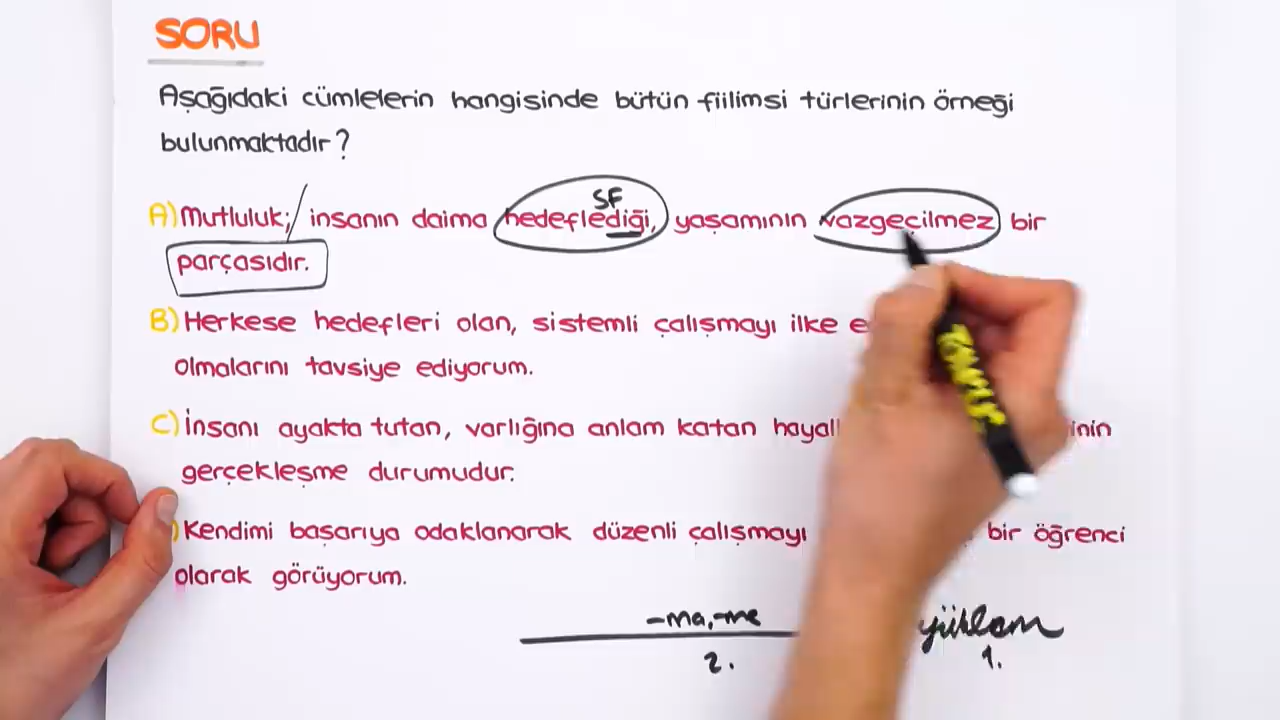 SORU
Aşağıdaki cümlelerin hangisinde bütün fiilimsi türlerinin örneği
bulunmaktadır?
SF
A) Mutluluk; insanın daima hedeflediği, yaşamının vazgeçilmez bir
parçasıdır.
B) Herkese hedefleri olan, sistemli çalışmayı ilke
olmalarını tavsiye ediyorum.
C) İnsanı ayakta tutan, varlığına anlam katan
gerçekleşme durumudur.
Kendimi başarıya odaklanarak düzenli çalışmayı bir öğrenci
olarak görüyorum.
-ma,-me yüklem
2. 1.